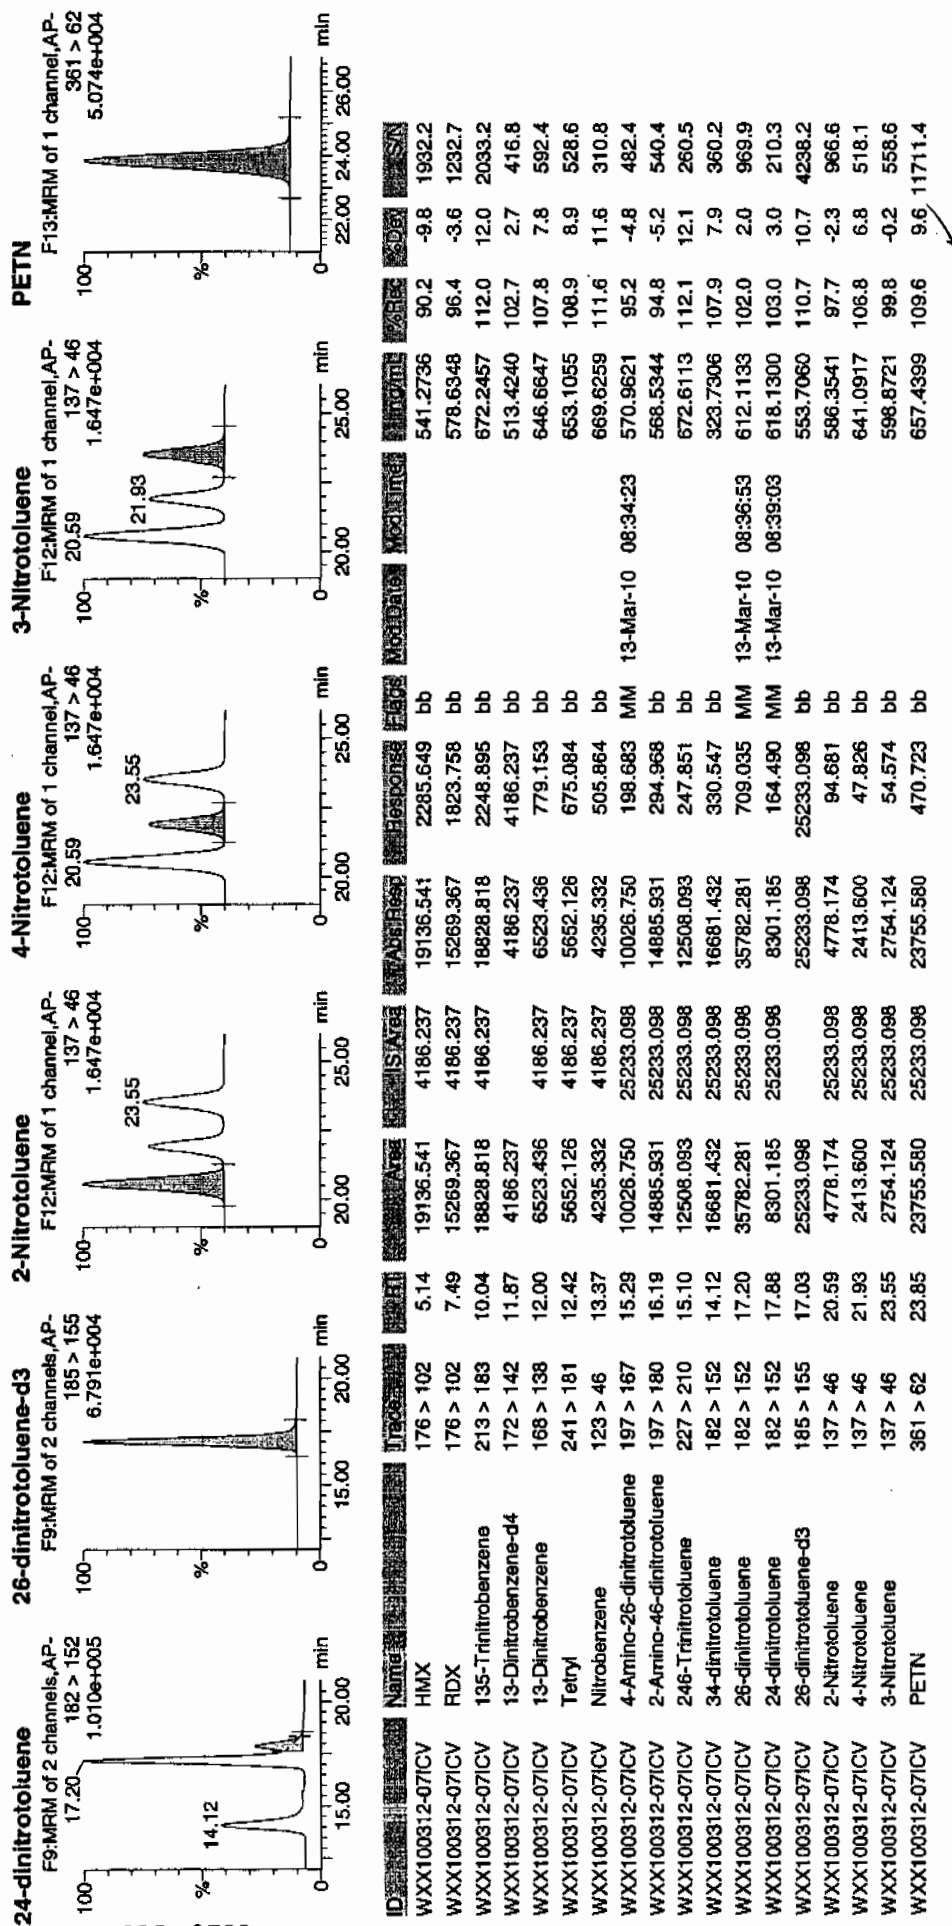 24-dinitrotoluene
F9:MRM of 2 channels,AP-
182 > 152
1.010e+005
100
17.20
14.12
%
0
15.00 20.00 min
26-dinitrotoluene-d3
F9:MRM of 2 channels,AP-
185 > 155
6.791e+004
100
%
0
15.00 20.00 min
2-Nitrotoluene
F12:MRM of 1 channel,AP-
137 > 46
1.647e+004
100
23.55
%
0
20.00 25.00 min
4-Nitrotoluene
F12:MRM of 1 channel,AP-
137 > 46
1.647e+004
100
20.59
23.55
%
0
20.00 25.00 min
3-Nitrotoluene
F12:MRM of 1 channel,AP-
137 > 46
1.647e+004
100
20.59
21.93
%
0
20.00 25.00 min
PETN
F13:MRM of 1 channel,AP-
361 > 62
5.074e+004
100
%
0
22.00 24.00 26.00 min
ID Name Trace RT Area IS Area Abs.Resp Response Flags Mod.Date Mod.Time ng/mL %Rec %Dev S/N
WXX100312-07ICV HMX 176 > 102 5.14 19136.541 4186.237 19136.541 2285.649 bb 541.2736 90.2 -9.8 1932.2
WXX100312-07ICV RDX 176 > 102 7.49 15269.367 4186.237 15269.367 1823.758 bb 578.6348 96.4 -3.6 1232.7
WXX100312-07ICV 135-Trinitrobenzene 213 > 183 10.04 18828.818 4186.237 18828.818 2248.895 bb 672.2457 112.0 12.0 2033.2
WXX100312-07ICV 13-Dinitrobenzene-d4 172 > 142 11.87 4186.237 4186.237 4186.237 bb 513.4240 102.7 2.7 416.8
WXX100312-07ICV 13-Dinitrobenzene 168 > 138 12.00 6523.436 4186.237 6523.436 779.153 bb 646.6647 107.8 7.8 592.4
WXX100312-07ICV Tetryl 241 > 181 12.42 5652.126 4186.237 5652.126 675.084 bb 653.1055 108.9 8.9 528.6
WXX100312-07ICV Nitrobenzene 123 > 46 13.37 4235.332 4186.237 4235.332 505.864 bb 669.6259 111.6 11.6 310.8
WXX100312-07ICV 4-Amino-26-dinitrotoluene 197 > 167 15.29 10026.750 25233.098 10026.750 198.683 MM 13-Mar-10 08:34:23 570.9621 95.2 -4.8 482.4
WXX100312-07ICV 2-Amino-46-dinitrotoluene 197 > 180 16.19 14885.931 25233.098 14885.931 294.968 bb 568.5344 94.8 -5.2 540.4
WXX100312-07ICV 246-Trinitrotoluene 227 > 210 15.10 12508.093 25233.098 12508.093 247.851 bb 672.6113 112.1 12.1 260.5
WXX100312-07ICV 34-dinitrotoluene 182 > 152 14.12 16681.432 25233.098 16681.432 330.547 bb 323.7306 107.9 7.9 360.2
WXX100312-07ICV 26-dinitrotoluene 182 > 152 17.20 35782.281 25233.098 35782.281 709.035 MM 13-Mar-10 08:36:53 612.1133 102.0 2.0 969.9
WXX100312-07ICV 24-dinitrotoluene 182 > 152 17.88 8301.185 25233.098 8301.185 164.490 MM 13-Mar-10 08:39:03 618.1300 103.0 3.0 210.3
WXX100312-07ICV 26-dinitrotoluene-d3 185 > 155 17.03 25233.098 25233.098 25233.098 bb 553.7060 110.7 10.7 4238.2
WXX100312-07ICV 2-Nitrotoluene 137 > 46 20.59 4778.174 25233.098 4778.174 94.681 bb 586.3541 97.7 -2.3 966.6
WXX100312-07ICV 4-Nitrotoluene 137 > 46 21.93 2413.600 25233.098 2413.600 47.826 bb 641.0917 106.8 6.8 518.1
WXX100312-07ICV 3-Nitrotoluene 137 > 46 23.55 2754.124 25233.098 2754.124 54.574 bb 598.8721 99.8 -0.2 558.6
WXX100312-07ICV PETN 361 > 62 23.85 23755.580 25233.098 23755.580 470.723 bb 657.4399 109.6 9.6 11711.4